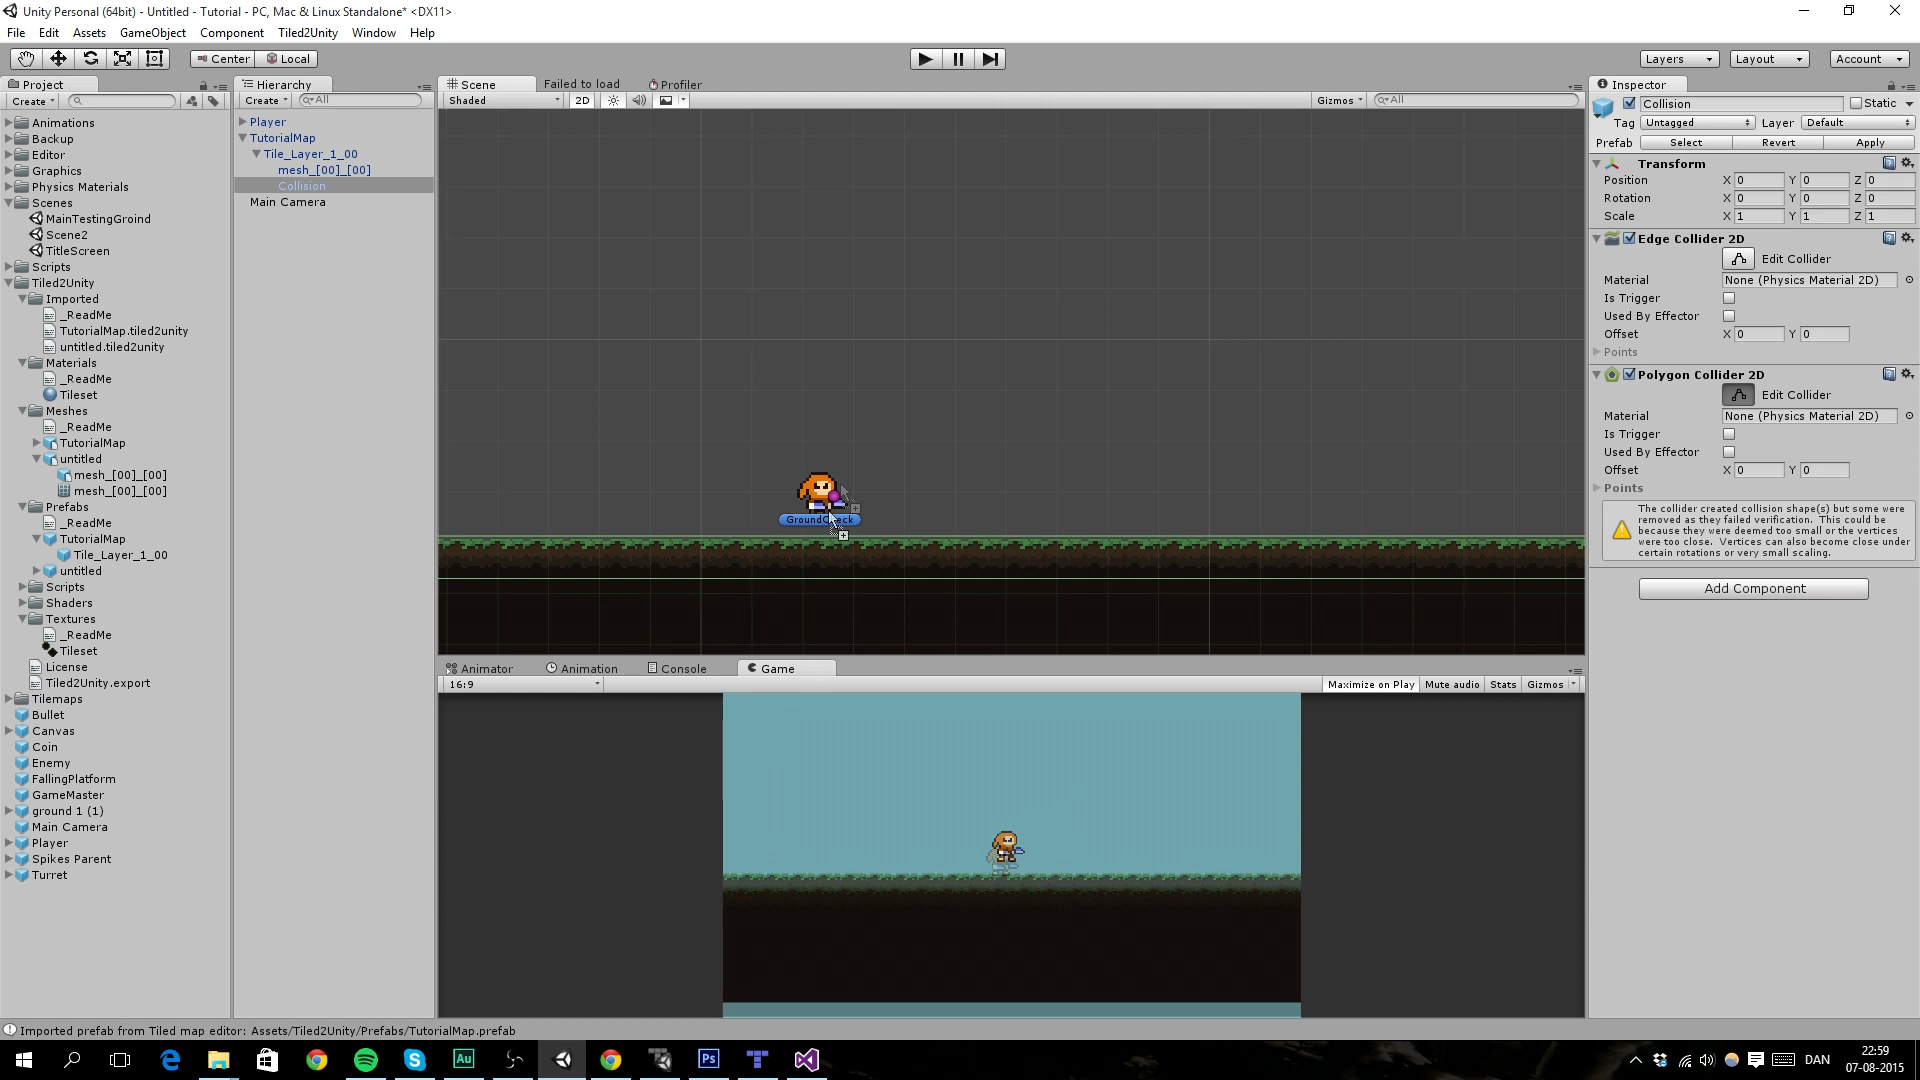 Unity Personal (64bit) - Untitled - Tutorial - PC, Mac & Linux Standalone* <DX11>
File Edit Assets GameObject Component Tiled2Unity Window Help
Center Local
Layers Layout Account
Project
Create
Animations
Backup
Editor
Graphics
Physics Materials
Scenes
MainTestingGroind
Scene2
TitleScreen
Scripts
Tiled2Unity
Imported
_ReadMe
TutorialMap.tiled2unity
untitled.tiled2unity
Materials
_ReadMe
Tileset
Meshes
_ReadMe
TutorialMap
untitled
mesh_[00]_[00]
mesh_[00]_[00]
Prefabs
_ReadMe
TutorialMap
Tile_Layer_1_00
untitled
Scripts
Shaders
Textures
_ReadMe
Tileset
License
Tiled2Unity.export
Tilemaps
Bullet
Canvas
Coin
Enemy
FallingPlatform
GameMaster
ground 1 (1)
Main Camera
Player
Spikes Parent
Turret
Hierarchy
Create All
Player
TutorialMap
Tile_Layer_1_00
mesh_[00]_[00]
Collision
Main Camera
Scene Failed to load Profiler
Shaded 2D Gizmos All
Animator Animation Console Game
16:9 Maximize on Play Mute audio Stats Gizmos
Inspector
Collision Static
Tag Untagged Layer Default
Prefab Select Revert Apply
Transform
Position X 0 Y 0 Z 0
Rotation X 0 Y 0 Z 0
Scale X 1 Y 1 Z 1
Edge Collider 2D
Edit Collider
Material None (Physics Material 2D)
Is Trigger
Used By Effector
Offset X 0 Y 0
Points
Polygon Collider 2D
Edit Collider
Material None (Physics Material 2D)
Is Trigger
Used By Effector
Offset X 0 Y 0
Points
The collider created collision shape(s) but some were
removed as they failed verification. This could be
because they were deemed too small or the vertices
were too close. Vertices can also become close under
certain rotations or very small scaling.
Add Component
Imported prefab from Tiled map editor: Assets/Tiled2Unity/Prefabs/TutorialMap.prefab
Au Ps DAN
22:59
07-08-2015